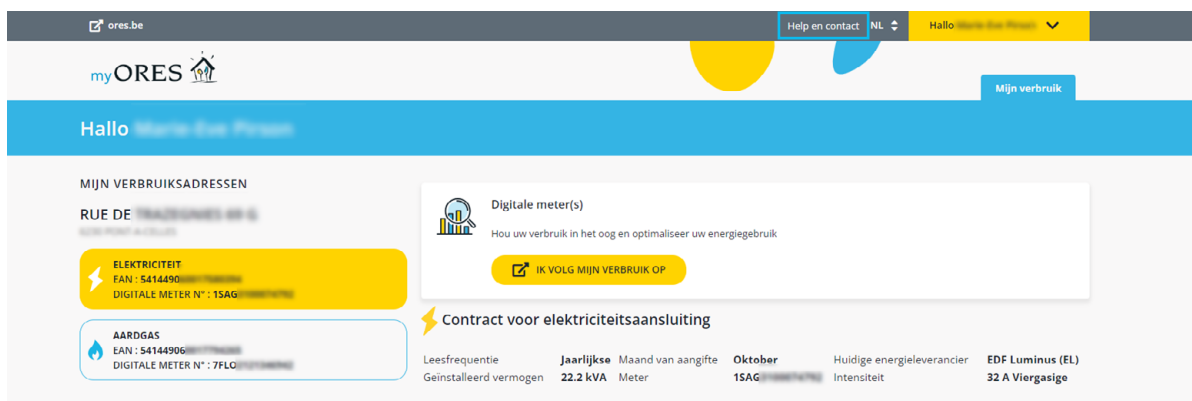 ores.be
Help en contact NL Hallo
myORES
Mijn verbruik
Hallo
MIJN VERBRUIKSADRESSEN
RUE DE
ELEKTRICITEIT
EAN : 5414490
DIGITALE METER N° : 1SAG
AARDGAS
EAN : 54144906
DIGITALE METER N° : 7FLO
Digitale meter(s)
Hou uw verbruik in het oog en optimaliseer uw energiegebruik
IK VOLG MIJN VERBRUIK OP
Contract voor elektriciteitsaansluiting
Leesfrequentie Jaarlijkse Maand van aangifte Oktober Huidige energieleverancier EDF Luminus (EL)
Geïnstalleerd vermogen 22.2 kVA Meter 1SAG Intensiteit 32 A Viergasige